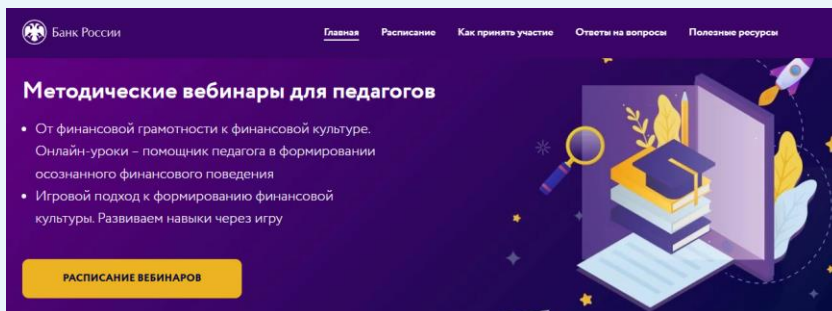 Банк России
Главная
Расписание
Как принять участие
Ответы на вопросы
Полезные ресурсы
Методические вебинары для педагогов
• От финансовой грамотности к финансовой культуре.
Онлайн-уроки – помощник педагога в формировании
осознанного финансового поведения
• Игровой подход к формированию финансовой
культуры. Развиваем навыки через игру
РАСПИСАНИЕ ВЕБИНАРОВ